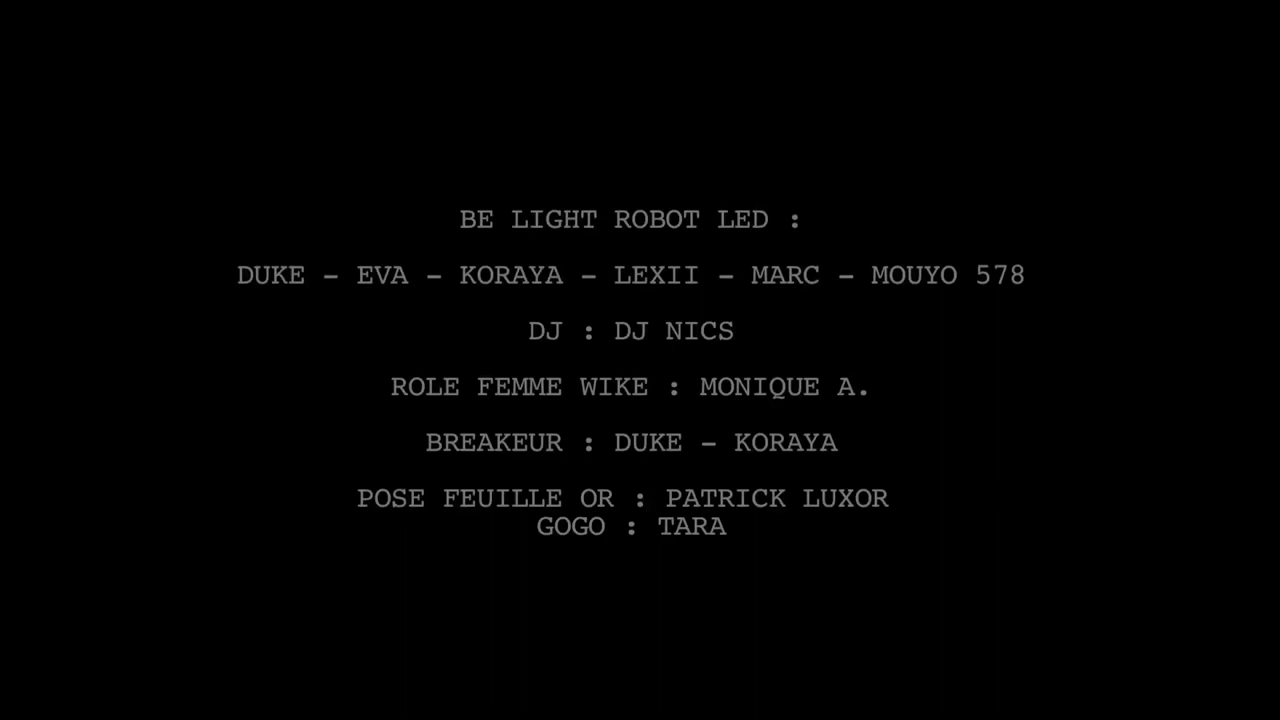 BE LIGHT ROBOT LED :
DUKE - EVA - KORAYA - LEXII - MARC - MOUYO 578
DJ : DJ NICS
ROLE FEMME WIKE : MONIQUE A.
BREAKEUR : DUKE - KORAYA
POSE FEUILLE OR : PATRICK LUXOR
GOGO : TARA